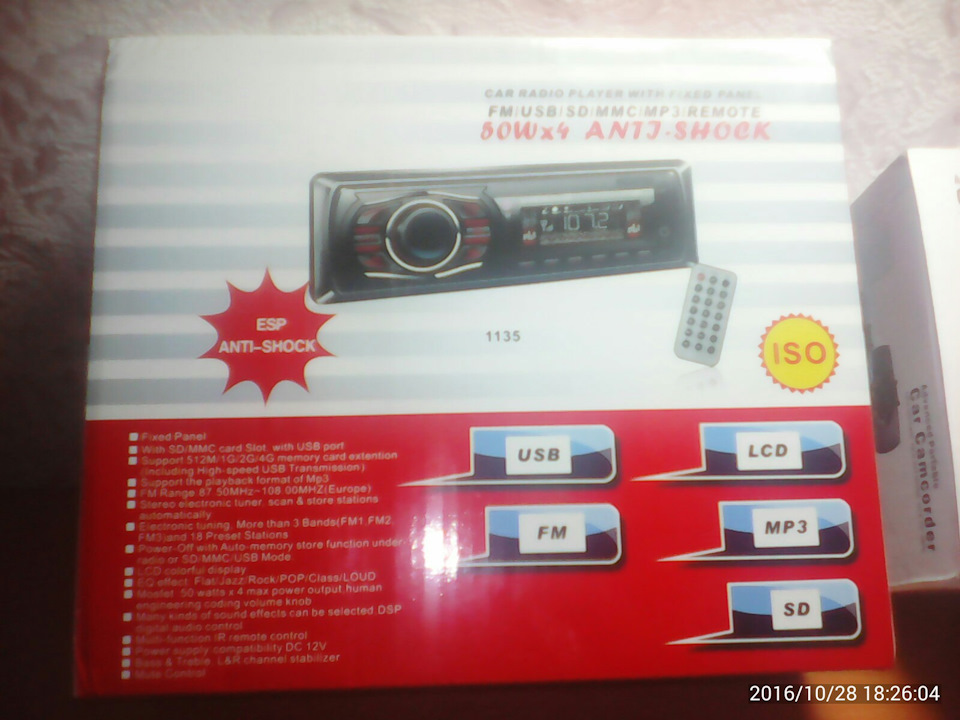 CAR RADIO PLAYER WITH FIXED PANEL
FM/USB/SD/MMC/MP3/REMOTE
50Wx4 ANTI-SHOCK
107.2
ESP
ANTI-SHOCK
1135
ISO
Fixed Panel
With SD/MMC card Slot, with USB port
Support 512M/1G/2G/4G memory card extention
(including High-speed USB Transmission)
Support the playback format of Mp3
FM Range 87.50MHz-108.00MHZ(Europe)
Stereo electronic tuner, scan & store stations
automatically
Electronic tuning, More than 3 Bands(FM1,FM2,
FM3)and 18 Preset Stations
Power-Off with Auto-memory store function under
radio or SD/MMC/USB Mode.
LCD colorful display
EQ effect: Flat/Jazz/Rock/POP/Class/LOUD
Mosfet 50 watts x 4 max power output,human
engineering coding volume knob
Many kinds of sound effects can be selected,DSP
digital audio control
Multi-function IR remote control
Power supply compatibility DC 12V
Bass & Treble, L&R channel stabilizer
Mute Control
USB
LCD
FM
MP3
SD
Car Camcorder
2016/10/28 18:26:04